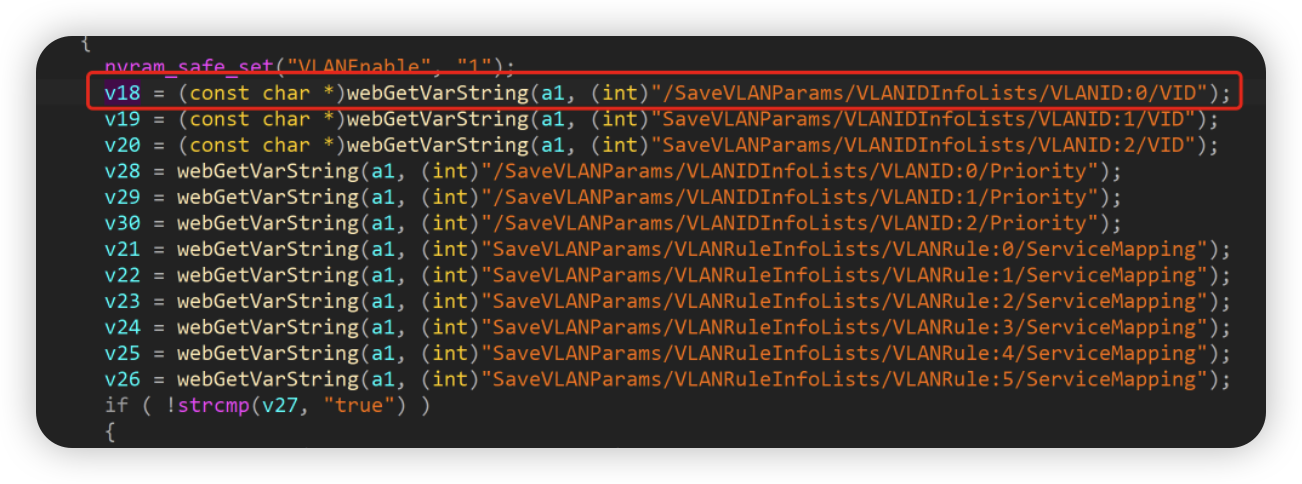 {
nvram_safe_set("VLANEnable", "1");
v18 = (const char *)webGetVarString(a1, (int)"/SaveVLANParams/VLANIDInfoLists/VLANID:0/VID");
v19 = (const char *)webGetVarString(a1, (int)"SaveVLANParams/VLANIDInfoLists/VLANID:1/VID");
v20 = (const char *)webGetVarString(a1, (int)"SaveVLANParams/VLANIDInfoLists/VLANID:2/VID");
v28 = webGetVarString(a1, (int)"/SaveVLANParams/VLANIDInfoLists/VLANID:0/Priority");
v29 = webGetVarString(a1, (int)"/SaveVLANParams/VLANIDInfoLists/VLANID:1/Priority");
v30 = webGetVarString(a1, (int)"/SaveVLANParams/VLANIDInfoLists/VLANID:2/Priority");
v21 = webGetVarString(a1, (int)"SaveVLANParams/VLANRuleInfoLists/VLANRule:0/ServiceMapping");
v22 = webGetVarString(a1, (int)"SaveVLANParams/VLANRuleInfoLists/VLANRule:1/ServiceMapping");
v23 = webGetVarString(a1, (int)"SaveVLANParams/VLANRuleInfoLists/VLANRule:2/ServiceMapping");
v24 = webGetVarString(a1, (int)"SaveVLANParams/VLANRuleInfoLists/VLANRule:3/ServiceMapping");
v25 = webGetVarString(a1, (int)"SaveVLANParams/VLANRuleInfoLists/VLANRule:4/ServiceMapping");
v26 = webGetVarString(a1, (int)"SaveVLANParams/VLANRuleInfoLists/VLANRule:5/ServiceMapping");
if ( !strcmp(v27, "true") )
{